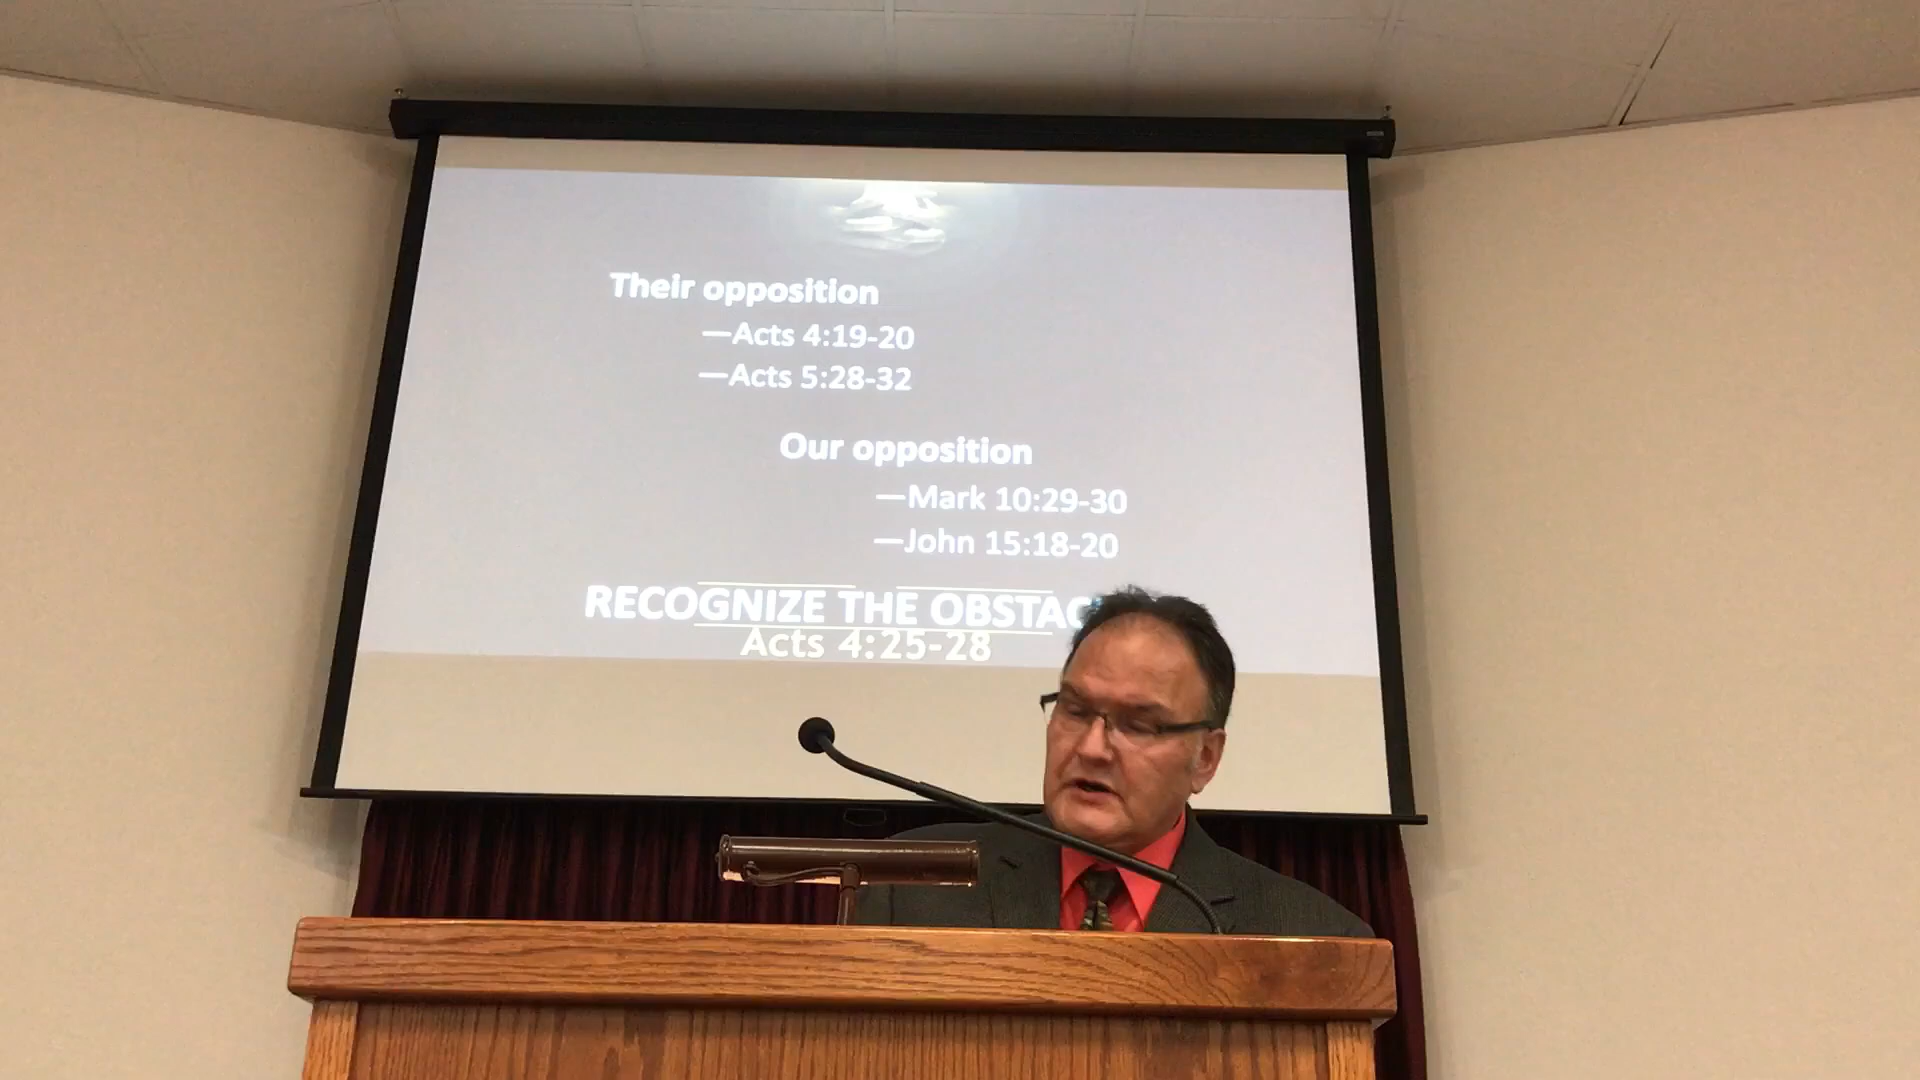 Their opposition
—Acts 4:19-20
—Acts 5:28-32
Our opposition
—Mark 10:29-30
—John 15:18-20
RECOGNIZE THE
Acts 4:25-28